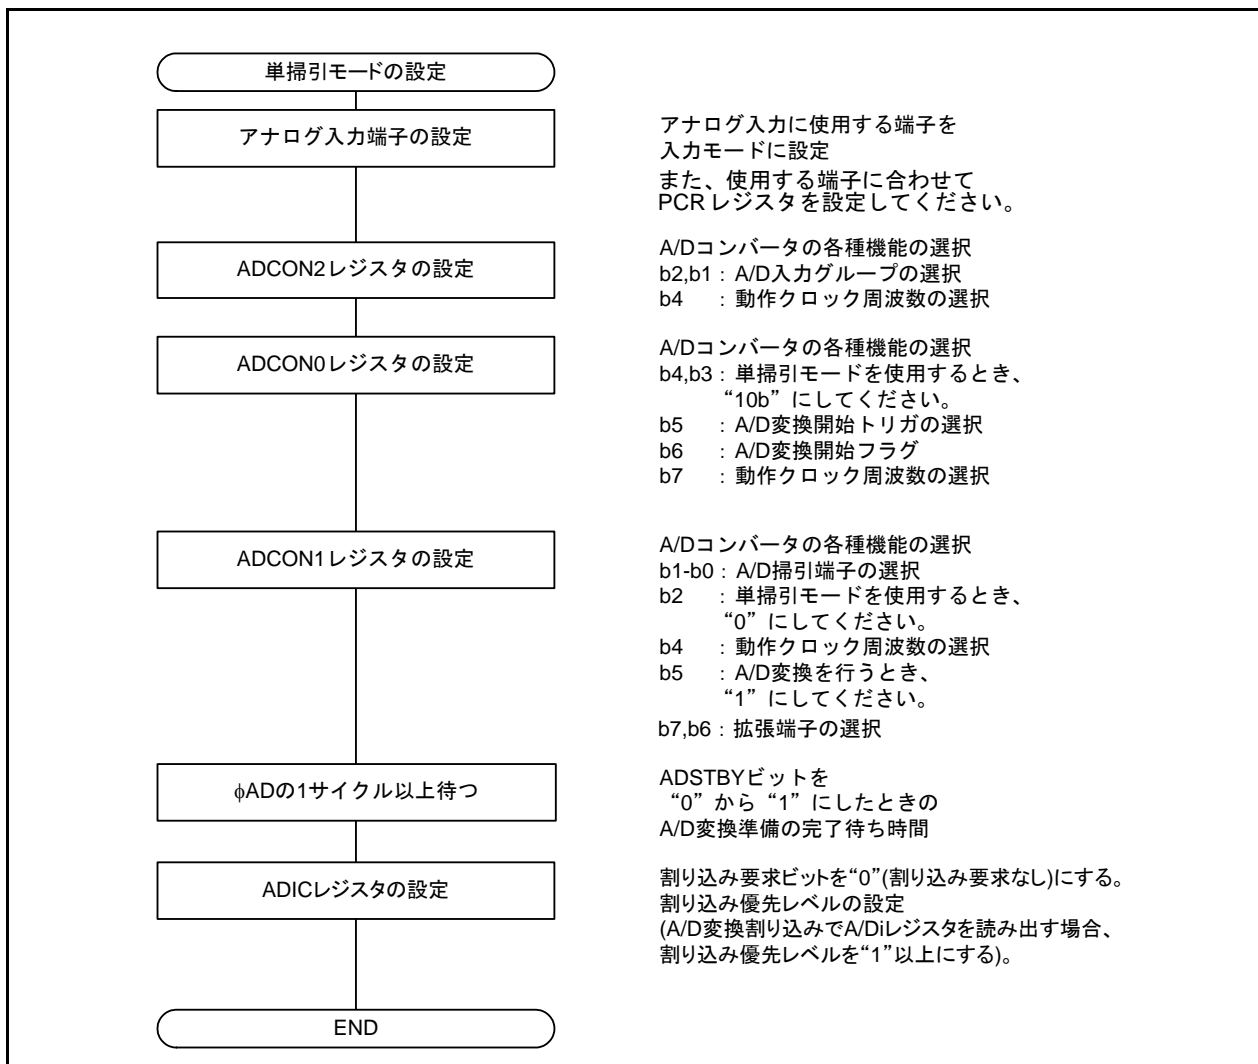 単掃引モードの設定
アナログ入力端子の設定
アナログ入力に使用する端子を
入力モードに設定
また、使用する端子に合わせて
PCRレジスタを設定してください。
ADCON2レジスタの設定
A/Dコンバータの各種機能の選択
b2,b1：A/D入力グループの選択
b4　：動作クロック周波数の選択
ADCON0レジスタの設定
A/Dコンバータの各種機能の選択
b4,b3：単掃引モードを使用するとき、
“10b”にしてください。
b5　：A/D変換開始トリガの選択
b6　：A/D変換開始フラグ
b7　：動作クロック周波数の選択
ADCON1レジスタの設定
A/Dコンバータの各種機能の選択
b1-b0：A/D掃引端子の選択
b2　：単掃引モードを使用するとき、
“0”にしてください。
b4　：動作クロック周波数の選択
b5　：A/D変換を行うとき、
“1”にしてください。
b7,b6：拡張端子の選択
φADの1サイクル以上待つ
ADSTBYビットを
“0”から“1”にしたときの
A/D変換準備の完了待ち時間
ADICレジスタの設定
割り込み要求ビットを“0”(割り込み要求なし)にする。
割り込み優先レベルの設定
(A/D変換割り込みでA/Diレジスタを読み出す場合、
割り込み優先レベルを“1”以上にする)。
END